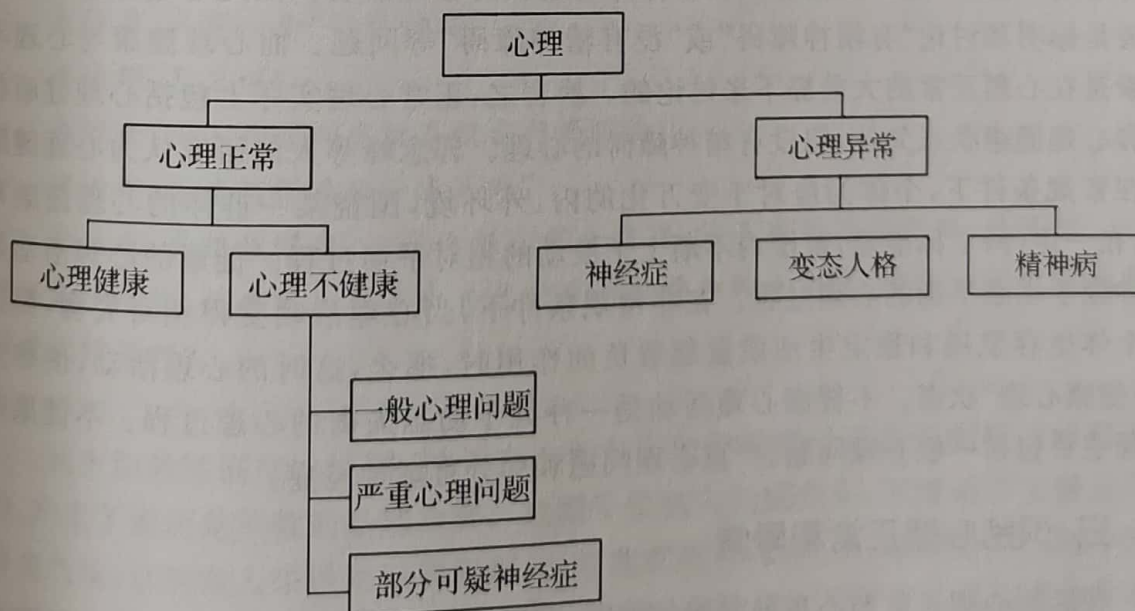 心理
心理正常
心理异常
心理健康
心理不健康
神经症
变态人格
精神病
一般心理问题
严重心理问题
部分可疑神经症